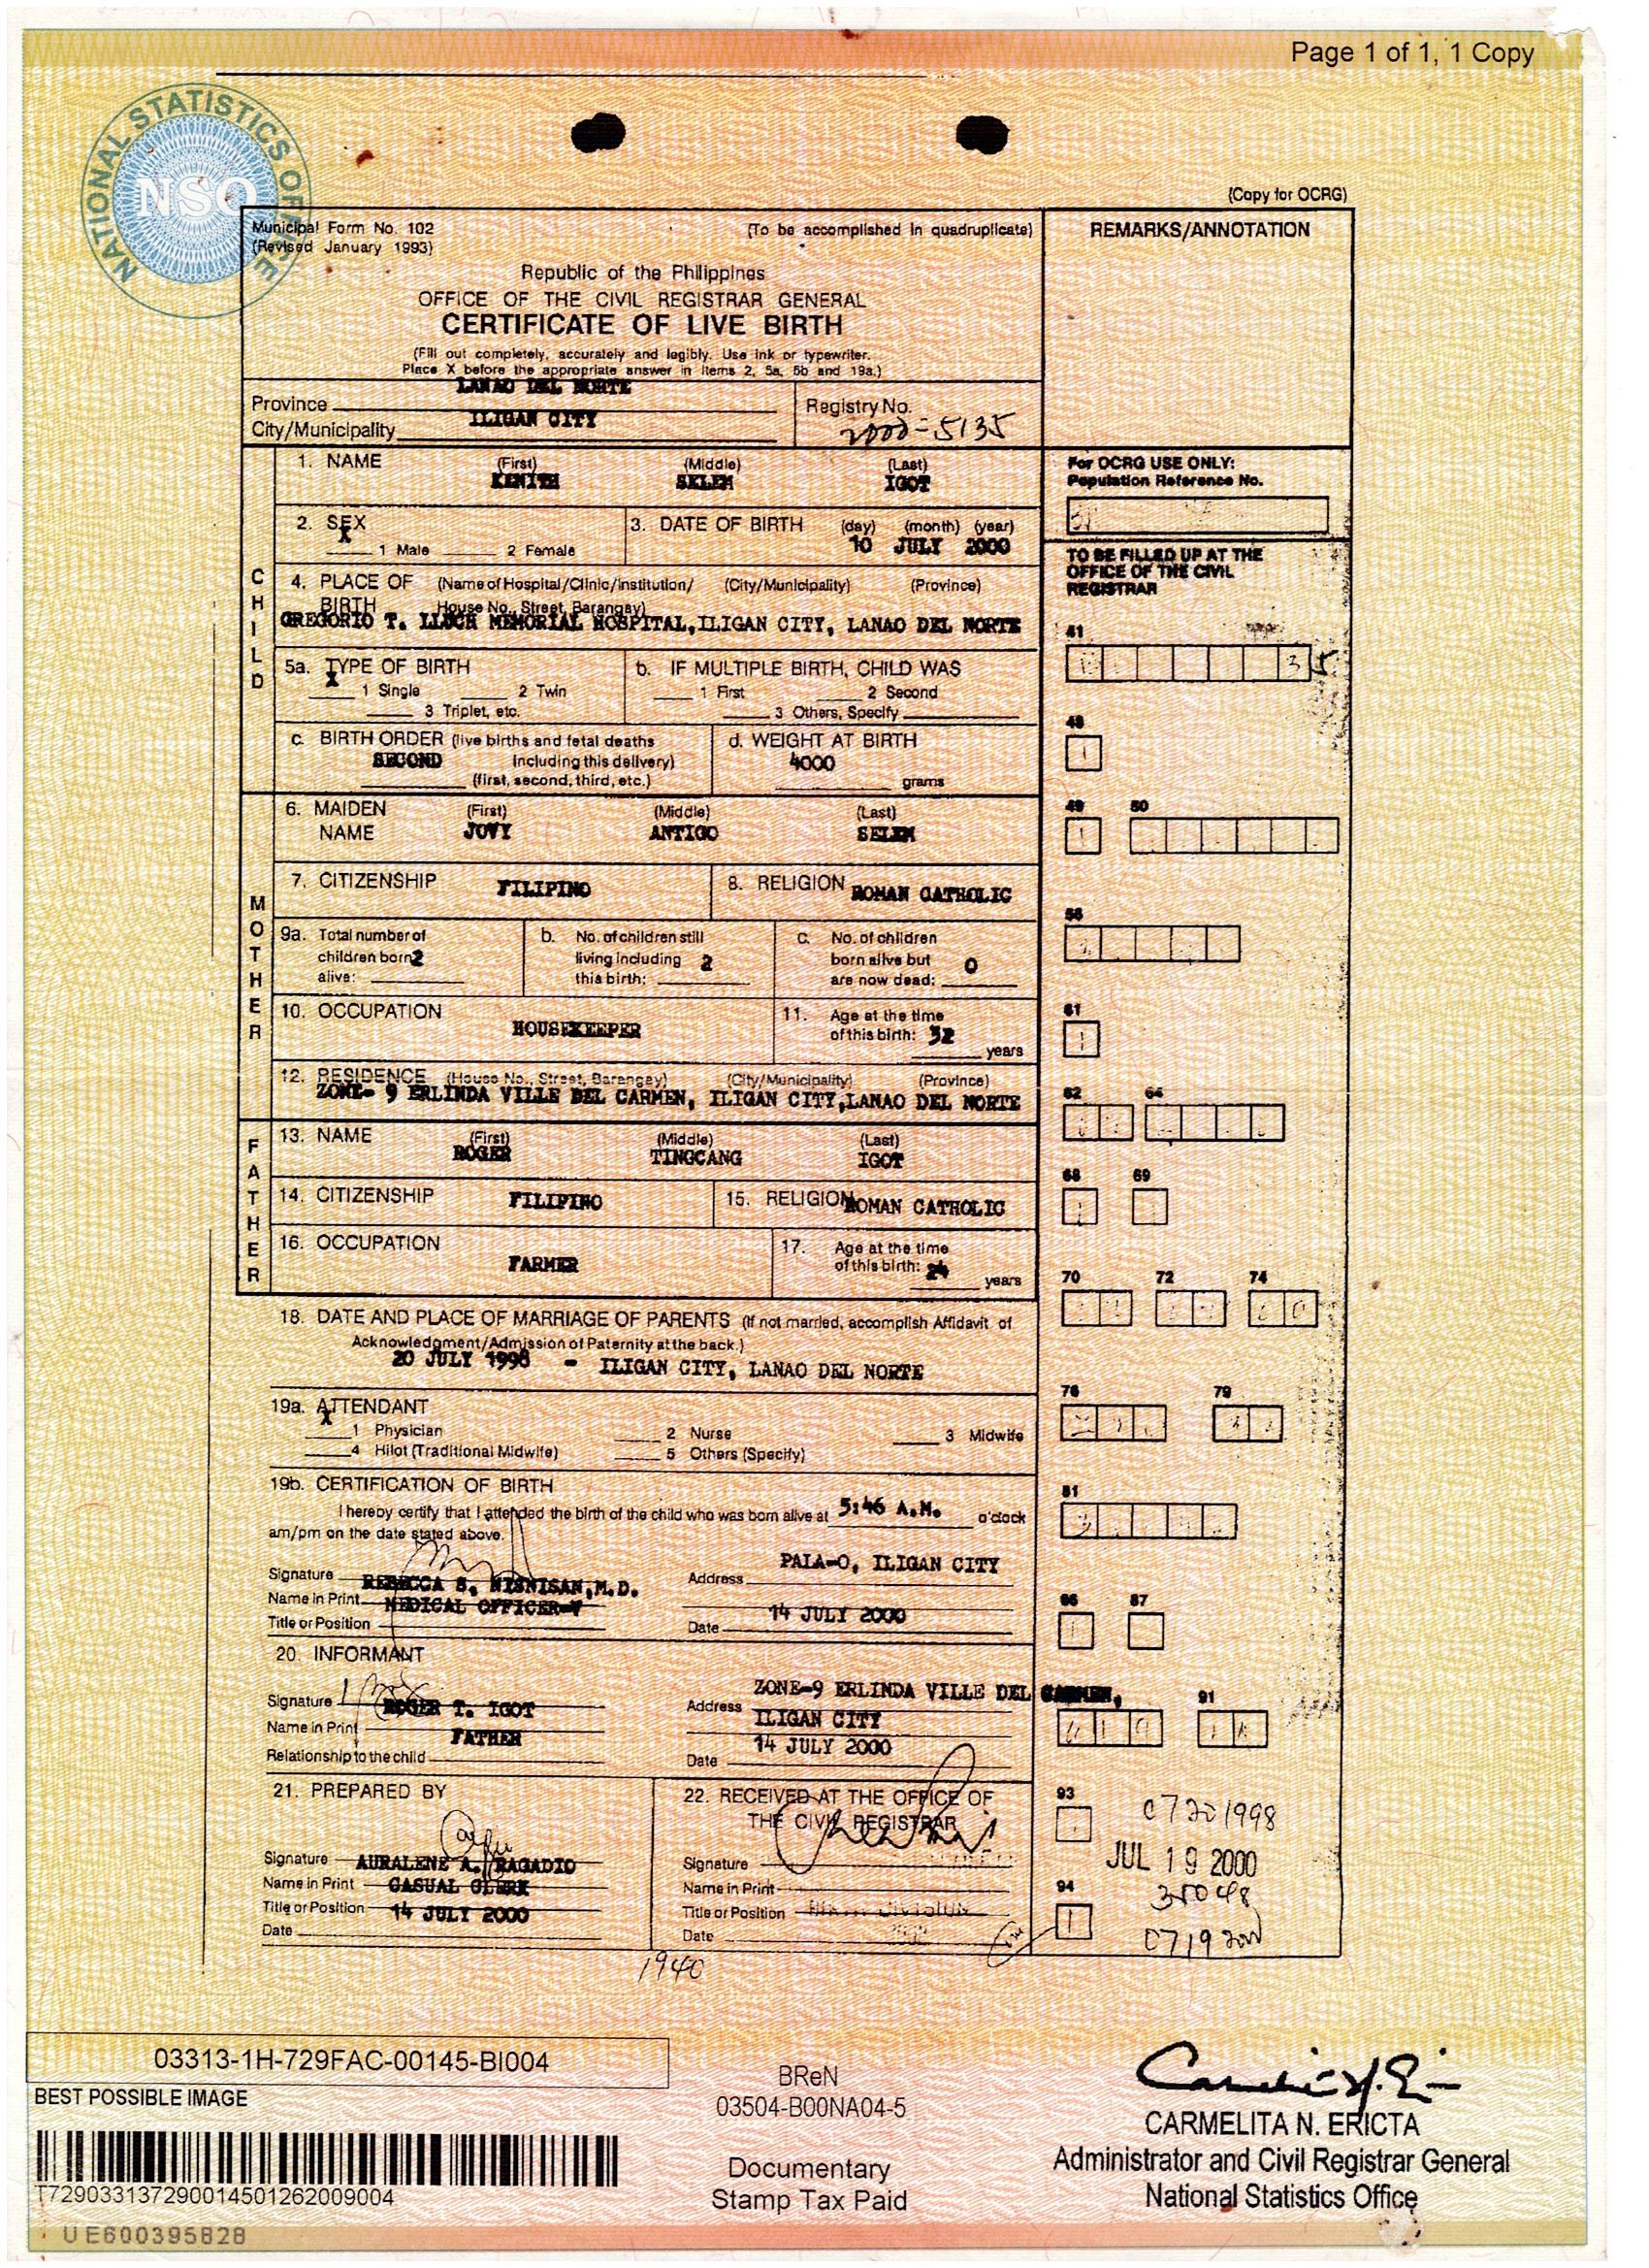 Page 1 of 1, 1 Copy
NATIONAL STATISTICS OFFICE
NSO
(Copy for OCRG)
Municipal Form No. 102
(To be accomplished in quadruplicate)
(Revised January 1993)
Republic of the Philippines
OFFICE OF THE CIVIL REGISTRAR GENERAL
CERTIFICATE OF LIVE BIRTH
(Fill out completely, accurately and legibly. Use ink or typewriter.
Place X before the appropriate answer in items 2, 5a, 5b and 19a.)
REMARKS/ANNOTATION
Province LANAO DEL NORTE
City/Municipality ILIGAN CITY
Registry No. 2000-5135
CHILD
1. NAME (First) (Middle) (Last)
KENITH SELEM IGOT
2. SEX
X 1 Male 2 Female
3. DATE OF BIRTH (day) (month) (year)
10 JULY 2000
4. PLACE OF BIRTH (Name of Hospital/Clinic/Institution/ House No., Street, Barangay) (City/Municipality) (Province)
GREGORIO T. LLUCH MEMORIAL HOSPITAL, ILIGAN CITY, LANAO DEL NORTE
5a. TYPE OF BIRTH
X 1 Single 2 Twin
3 Triplet, etc.
b. IF MULTIPLE BIRTH, CHILD WAS
1 First 2 Second
3 Others, Specify
c. BIRTH ORDER (live births and fetal deaths
SECOND including this delivery)
(first, second, third, etc.)
d. WEIGHT AT BIRTH
4000
grams
MOTHER
6. MAIDEN NAME (First) (Middle) (Last)
JOVY ANTIGO SELEM
7. CITIZENSHIP FILIPINO
8. RELIGION ROMAN CATHOLIC
9a. Total number of
children born 2
alive:
b. No. of children still
living including 2
this birth:
c. No. of children
born alive but 0
are now dead:
10. OCCUPATION
HOUSEKEEPER
11. Age at the time
of this birth: 32
years
12. RESIDENCE (House No., Street, Barangay) (City/Municipality) (Province)
ZONE- 9 ERLINDA VILLE DEL CARMEN, ILIGAN CITY, LANAO DEL NORTE
FATHER
13. NAME (First) (Middle) (Last)
ROGER TINGCANG IGOT
14. CITIZENSHIP FILIPINO
15. RELIGION ROMAN CATHOLIC
16. OCCUPATION
FARMER
17. Age at the time
of this birth: 24
years
18. DATE AND PLACE OF MARRIAGE OF PARENTS (If not married, accomplish Affidavit of
Acknowledgment/Admission of Paternity at the back.)
20 JULY 1998 - ILIGAN CITY, LANAO DEL NORTE
19a. ATTENDANT
X 1 Physician 2 Nurse 3 Midwife
4 Hilot (Traditional Midwife) 5 Others (Specify)
19b. CERTIFICATION OF BIRTH
I hereby certify that I attended the birth of the child who was born alive at 5:46 A.M. o'clock
am/pm on the date stated above.
Signature
Name in Print REBECCA S. NISNISAN, M.D.
Title or Position MEDICAL OFFICER-V
Address PALA-O, ILIGAN CITY
Date 14 JULY 2000
20. INFORMANT
Signature
Name in Print ROGER T. IGOT
Relationship to the child FATHER
Address ZONE-9 ERLINDA VILLE DEL CARMEN,
ILIGAN CITY
Date 14 JULY 2000
21. PREPARED BY
Signature
Name in Print AURALENE A. RAGADIO
Title or Position CASUAL CLERK
Date 14 JULY 2000
22. RECEIVED AT THE OFFICE OF
THE CIVIL REGISTRAR
Signature
Name in Print
Title or Position
Date
1940
For OCRG USE ONLY:
Population Reference No.
TO BE FILLED UP AT THE
OFFICE OF THE CIVIL
REGISTRAR
41
48
49 50
56
61
62 64
68 69
70 72 74
76 79
81
86 87
91
93
07201998
JUL 19 2000
94
35048
0719200
03313-1H-729FAC-00145-BI004
BEST POSSIBLE IMAGE
T729033137290014501262009004
UE600395828
BReN
03504-B00NA04-5
Documentary
Stamp Tax Paid
CARMELITA N. ERICTA
Administrator and Civil Registrar General
National Statistics Office